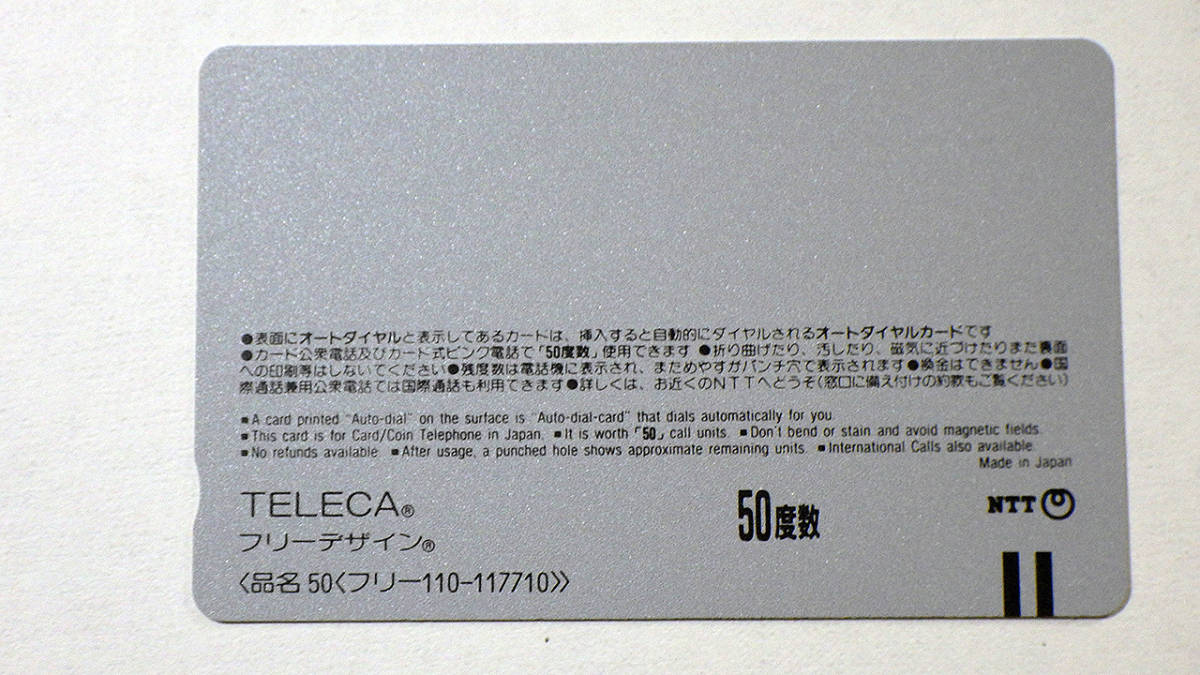 ●表面にオートダイヤルと表示してあるカードは、挿入すると自動的にダイヤルされるオートダイヤルカードです
●カード公衆電話及びカード式ピンク電話で「50度数」使用できます ●折り曲げたり、汚したり、磁気に近づけたりまた裏面
への印刷等はしないでください●残度数は電話機に表示され、まためやすがパンチ穴で表示されます●換金はできません●国
際通話兼用公衆電話では国際通話も利用できます●詳しくは、お近くのNTTへどうぞ(窓口に備え付けの約款もご覧ください)
■A card printed "Auto-dial" on the surface is "Auto-dial-card" that dials automatically for you.
■This card is for Card/Coin Telephone in Japan. ■It is worth「50」call units. ■Don't bend or stain and avoid magnetic fields.
■No refunds available. ■After usage, a punched hole shows approximate remaining units. ■International Calls also available.
Made in Japan
TELECA®
50度数
NTT
フリーデザイン®
〈品名 50〈フリー110-117710〉〉